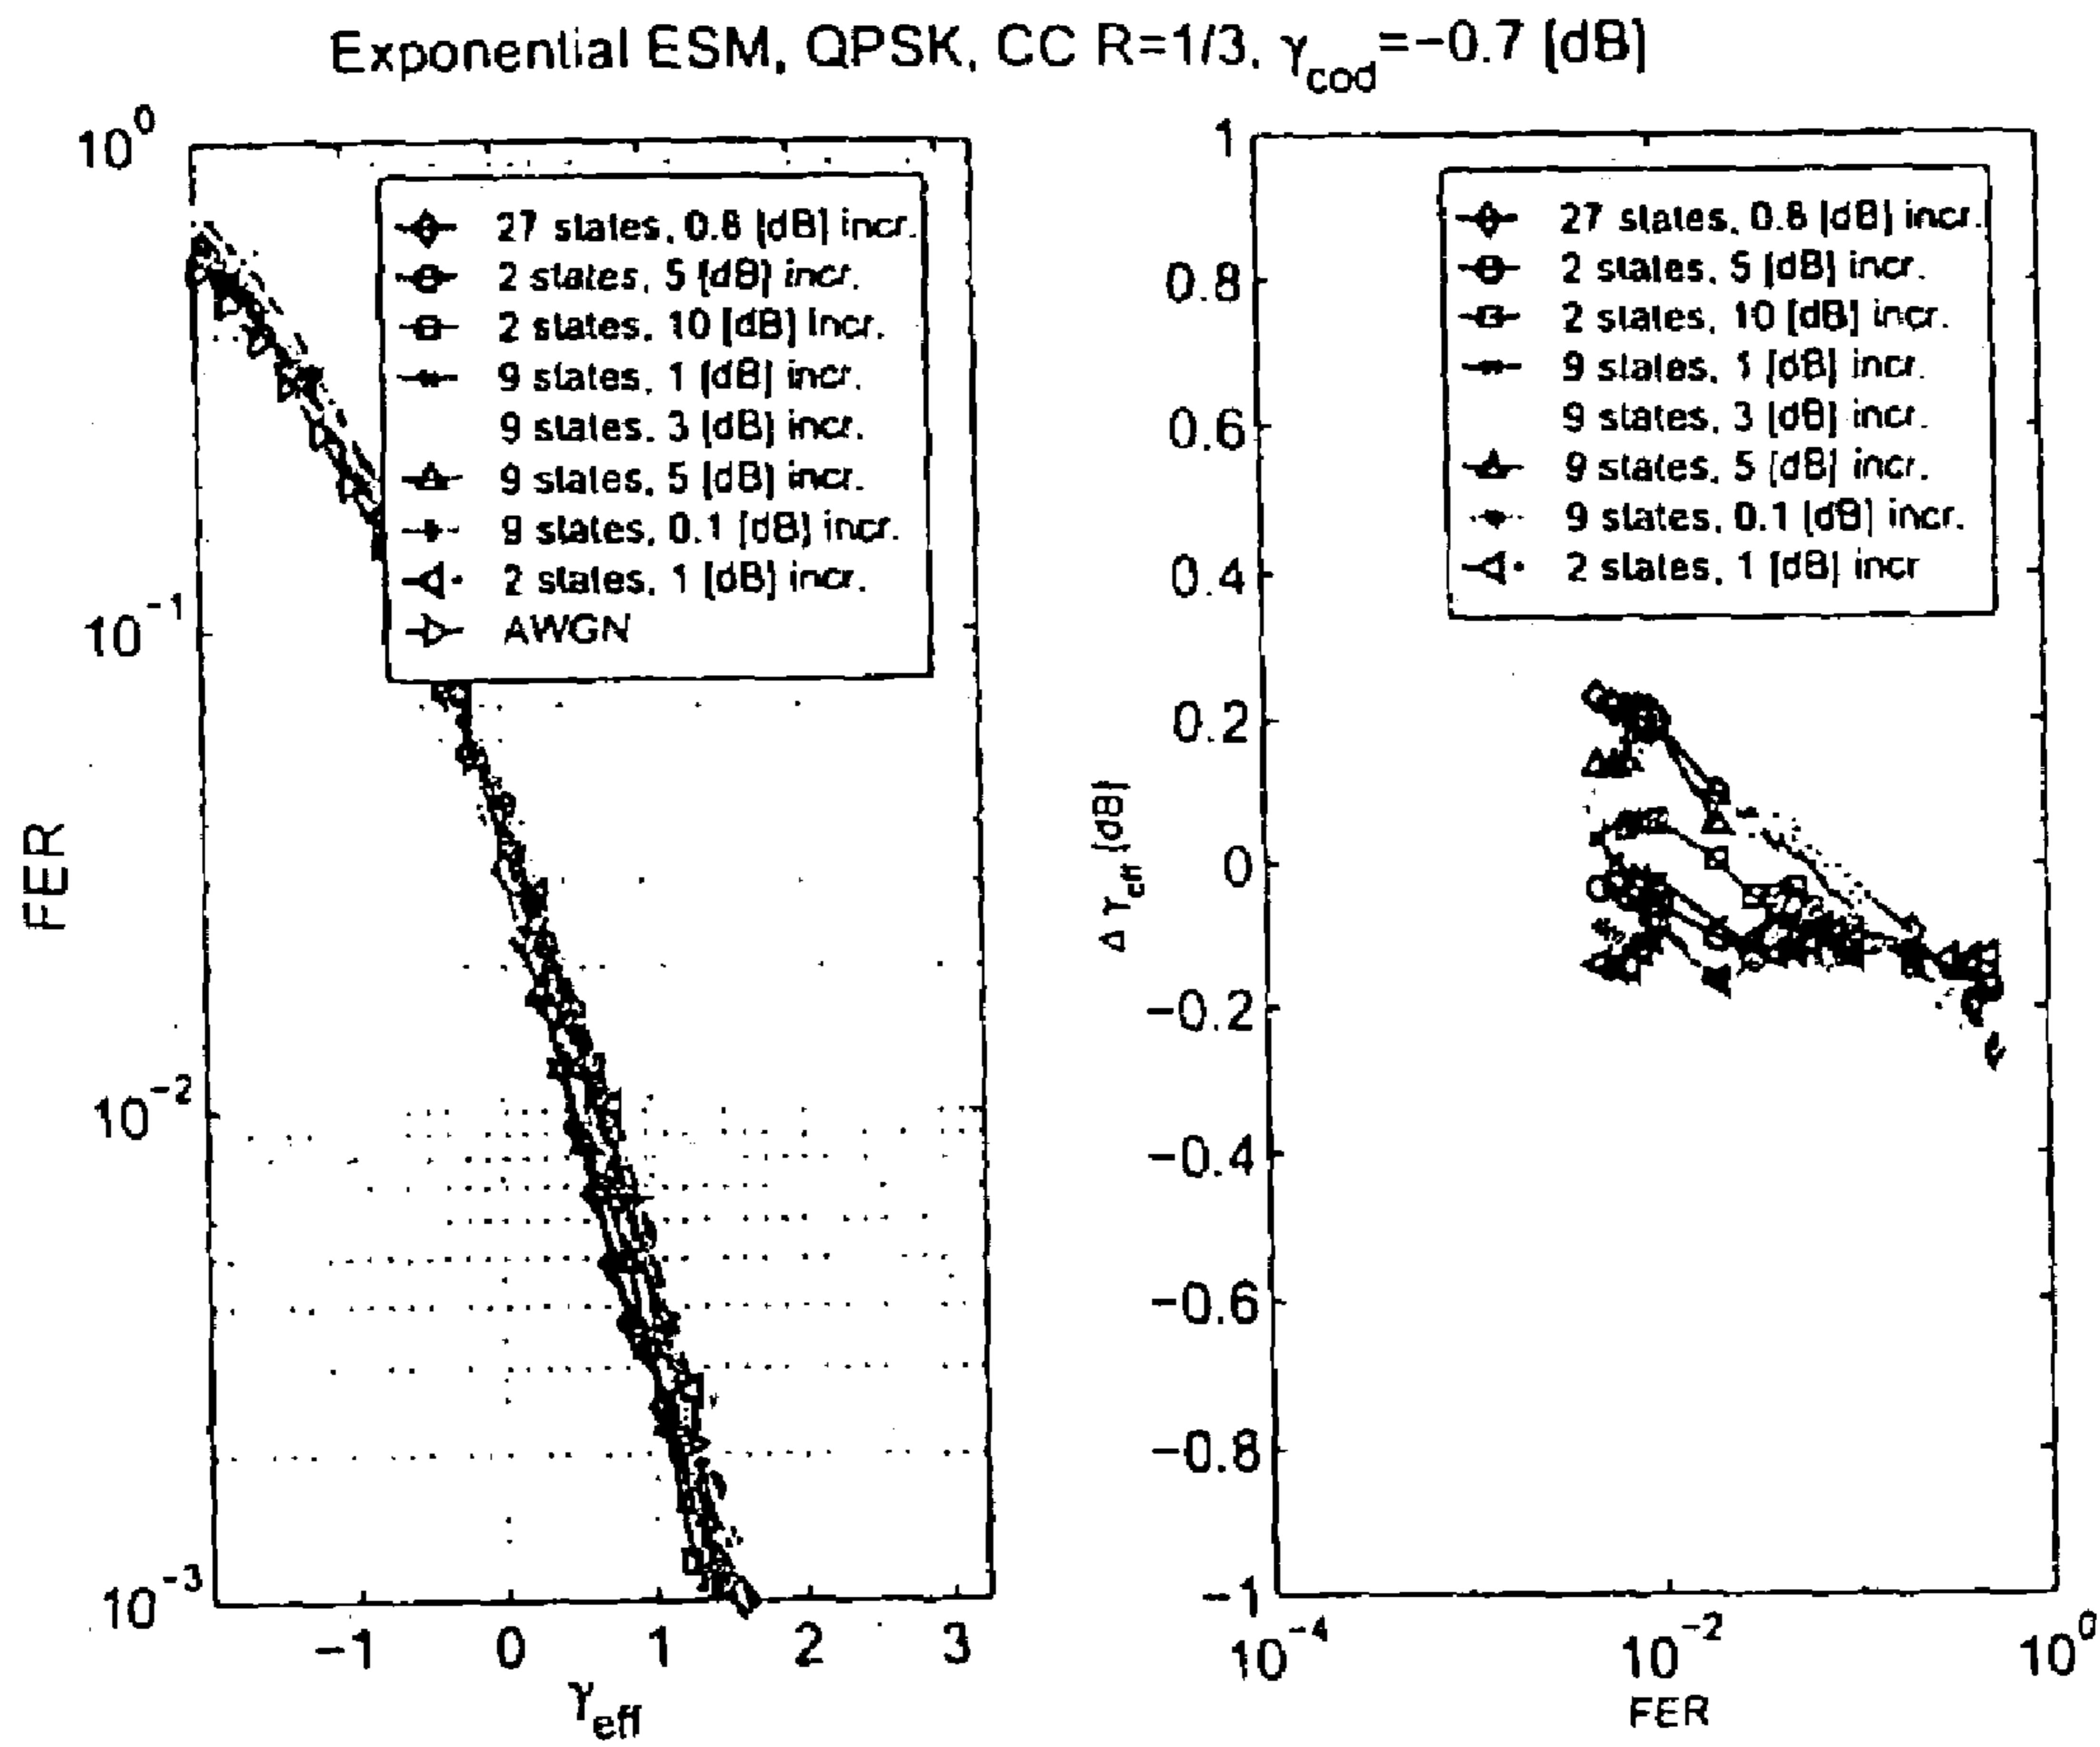 Exponential ESM, QPSK, CC R=1/3, γcod=−0.7 [dB]
10^0
10^-1
10^-2
10^-3
FER
27 states, 0.8 [dB] incr.
2 states, 5 [dB] incr.
2 states, 10 [dB] incr.
9 states, 1 [dB] incr.
9 states, 3 [dB] incr.
9 states, 5 [dB] incr.
9 states, 0.1 [dB] incr.
2 states, 1 [dB] incr.
AWGN
−1 0 1 2 3
γeff
1
0.8
0.6
0.4
0.2
0
−0.2
−0.4
−0.6
−0.8
−1
Δ γeff [dB]
27 states, 0.8 [dB] incr.
2 states, 5 [dB] incr.
2 states, 10 [dB] incr.
9 states, 1 [dB] incr.
9 states, 3 [dB] incr.
9 states, 5 [dB] incr.
9 states, 0.1 [dB] incr.
2 states, 1 [dB] incr
10^-4 10^-2 10^0
FER